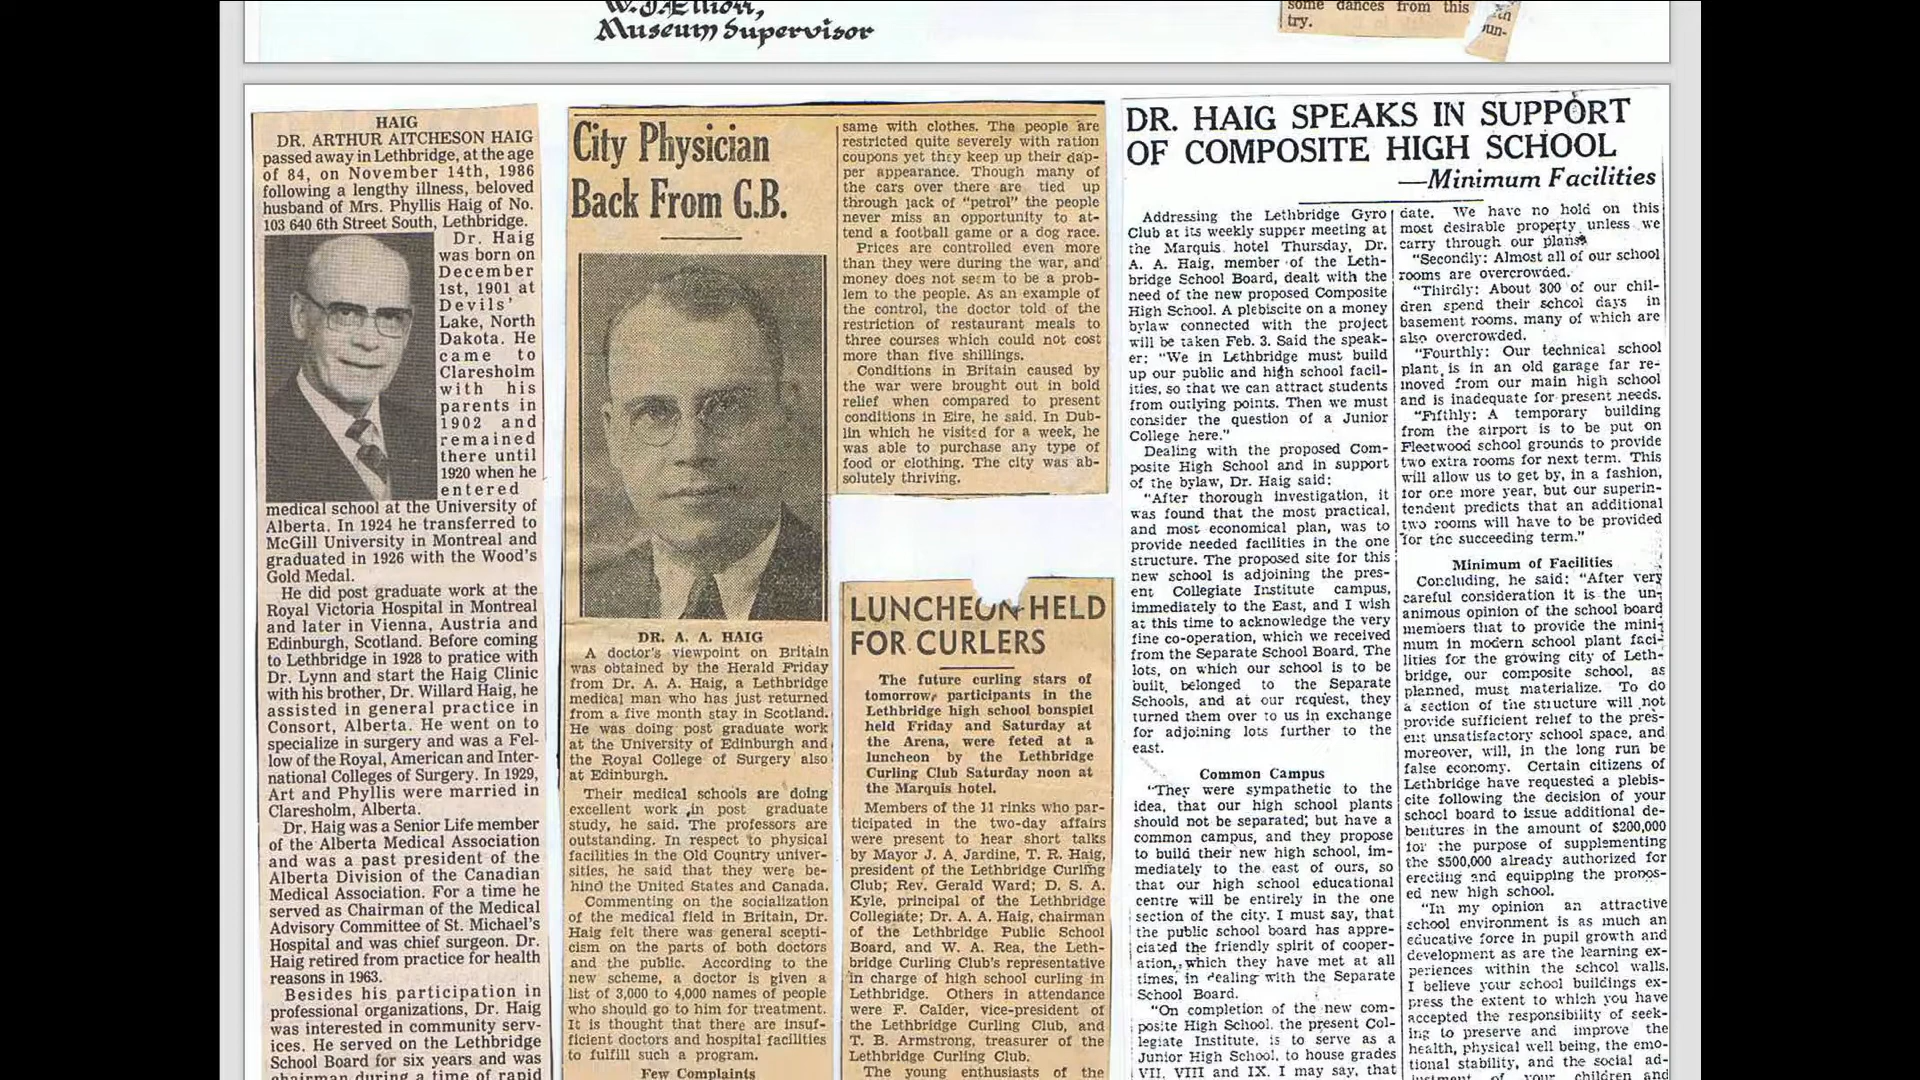 W. J. Elliott,
Museum Supervisor
some dances from this
try.
HAIG
DR. ARTHUR AITCHESON HAIG
passed away in Lethbridge, at the age
of 84, on November 14th, 1986
following a lengthy illness, beloved
husband of Mrs. Phyllis Haig of No.
103 640 6th Street South, Lethbridge.
Dr. Haig
was born on
December
1st, 1901 at
Devils'
Lake, North
Dakota. He
came to
Claresholm
with his
parents in
1902 and
remained
there until
1920 when he
entered
medical school at the University of
Alberta. In 1924 he transferred to
McGill University in Montreal and
graduated in 1926 with the Wood's
Gold Medal.
He did post graduate work at the
Royal Victoria Hospital in Montreal
and later in Vienna, Austria and
Edinburgh, Scotland. Before coming
to Lethbridge in 1928 to pratice with
Dr. Lynn and start the Haig Clinic
with his brother, Dr. Willard Haig, he
assisted in general practice in
Consort, Alberta. He went on to
specialize in surgery and was a Fel-
low of the Royal, American and Inter-
national Colleges of Surgery. In 1929,
Art and Phyllis were married in
Claresholm, Alberta.
Dr. Haig was a Senior Life member
of the Alberta Medical Association
and was a past president of the
Alberta Division of the Canadian
Medical Association. For a time he
served as Chairman of the Medical
Advisory Committee of St. Michael's
Hospital and was chief surgeon. Dr.
Haig retired from practice for health
reasons in 1963.
Besides his participation in
professional organizations, Dr. Haig
was interested in community serv-
ices. He served on the Lethbridge
School Board for six years and was
chairman during a time of rapid
City Physician
Back From G.B.
DR. A. A. HAIG
A doctor's viewpoint on Britain
was obtained by the Herald Friday
from Dr. A. A. Haig, a Lethbridge
medical man who has just returned
from a five month stay in Scotland.
He was doing post graduate work
at the University of Edinburgh and
the Royal College of Surgery also
at Edinburgh.
Their medical schools are doing
excellent work in post graduate
study, he said. The professors are
outstanding. In respect to physical
facilities in the Old Country univer-
sities, he said that they were be-
hind the United States and Canada.
Commenting on the socialization
of the medical field in Britain, Dr.
Haig felt there was general scepti-
cism on the parts of both doctors
and the public. According to the
new scheme, a doctor is given a
list of 3,000 to 4,000 names of people
who should go to him for treatment.
It is thought that there are insuf-
ficient doctors and hospital facilities
to fulfill such a program.
Few Complaints
same with clothes. The people are
restricted quite severely with ration
coupons yet they keep up their dap-
per appearance. Though many of
the cars over there are tied up
through lack of "petrol" the people
never miss an opportunity to at-
tend a football game or a dog race.
Prices are controlled even more
than they were during the war, and
money does not seem to be a prob-
lem to the people. As an example of
the control, the doctor told of the
restriction of restaurant meals to
three courses which could not cost
more than five shillings.
Conditions in Britain caused by
the war were brought out in bold
relief when compared to present
conditions in Eire, he said. In Dub-
lin which he visited for a week, he
was able to purchase any type of
food or clothing. The city was ab-
solutely thriving.
LUNCHEON HELD
FOR CURLERS
The future curling stars of
tomorrow, participants in the
Lethbridge high school bonspiel
held Friday and Saturday at
the Arena, were feted at a
luncheon by the Lethbridge
Curling Club Saturday noon at
the Marquis hotel.
Members of the 11 rinks who par-
ticipated in the two-day affairs
were present to hear short talks
by Mayor J. A. Jardine, T. R. Haig,
president of the Lethbridge Curling
Club; Rev. Gerald Ward; D. S. A.
Kyle, principal of the Lethbridge
Collegiate; Dr. A. A. Haig, chairman
of the Lethbridge Public School
Board, and W. A. Rea, the Leth-
bridge Curling Club's representative
in charge of high school curling in
Lethbridge. Others in attendance
were F. Calder, vice-president of
the Lethbridge Curling Club, and
T. B. Armstrong, treasurer of the
Lethbridge Curling Club.
The young enthusiasts of the
DR. HAIG SPEAKS IN SUPPORT
OF COMPOSITE HIGH SCHOOL
—Minimum Facilities
Addressing the Lethbridge Gyro
Club at its weekly supper meeting at
the Marquis hotel Thursday, Dr.
A. A. Haig, member of the Leth-
bridge School Board, dealt with the
need of the new proposed Composite
High School. A plebiscite on a money
bylaw connected with the project
will be taken Feb. 3. Said the speak-
er: "We in Lethbridge must build
up our public and high school facil-
ities, so that we can attract students
from outlying points. Then we must
consider the question of a Junior
College here."
Dealing with the proposed Com-
posite High School and in support
of the bylaw, Dr. Haig said:
"After thorough investigation, it
was found that the most practical,
and most economical plan, was to
provide needed facilities in the one
structure. The proposed site for this
new school is adjoining the pres-
ent Collegiate Institute campus,
immediately to the East, and I wish
at this time to acknowledge the very
fine co-operation, which we received
from the Separate School Board. The
lots, on which our school is to be
built, belonged to the Separate
Schools, and at our request, they
turned them over to us in exchange
for adjoining lots further to the
east.
Common Campus
"They were sympathetic to the
idea, that our high school plants
should not be separated; but have a
common campus, and they propose
to build their new high school, im-
mediately to the east of ours, so
that our high school educational
centre will be entirely in the one
section of the city. I must say, that
the public school board has appre-
ciated the friendly spirit of cooper-
ation, which they have met at all
times, in dealing with the Separate
School Board.
"On completion of the new com-
posite High School, the present Col-
legiate Institute, is to serve as a
Junior High School, to house grades
VII, VIII and IX. I may say, that
date. We have no hold on this
most desirable property unless we
carry through our plans.
"Secondly: Almost all of our school
rooms are overcrowded.
"Thirdly: About 300 of our chil-
dren spend their school days in
basement rooms, many of which are
also overcrowded.
"Fourthly: Our technical school
plant is in an old garage far re-
moved from our main high school
and is inadequate for present needs.
"Fifthly: A temporary building
from the airport is to be put on
Fleetwood school grounds to provide
two extra rooms for next term. This
will allow us to get by, in a fashion,
for one more year, but our superin-
tendent predicts that an additional
two rooms will have to be provided
for the succeeding term."
Minimum of Facilities
Concluding, he said: "After very
careful consideration it is the un-
animous opinion of the school board
members that to provide the mini-
mum in modern school plant faci-
lities for the growing city of Leth-
bridge, our composite school, as
planned, must materialize. To do
a section of the structure will not
provide sufficient relief to the pres-
ent unsatisfactory school space, and
moreover, will, in the long run be
false economy. Certain citizens of
Lethbridge have requested a plebis-
cite following the decision of your
school board to issue additional de-
bentures in the amount of $200,000
for the purpose of supplementing
the $500,000 already authorized for
erecting and equipping the propos-
ed new high school.
"In my opinion an attractive
school environment is as much an
educative force in pupil growth and
development as are the learning ex-
periences within the school walls.
I believe your school buildings ex-
press the extent to which you have
accepted the responsibility of seek-
ing to preserve and improve the
health, physical well being, the emo-
tional stability, and the social ad-
justment of your children and